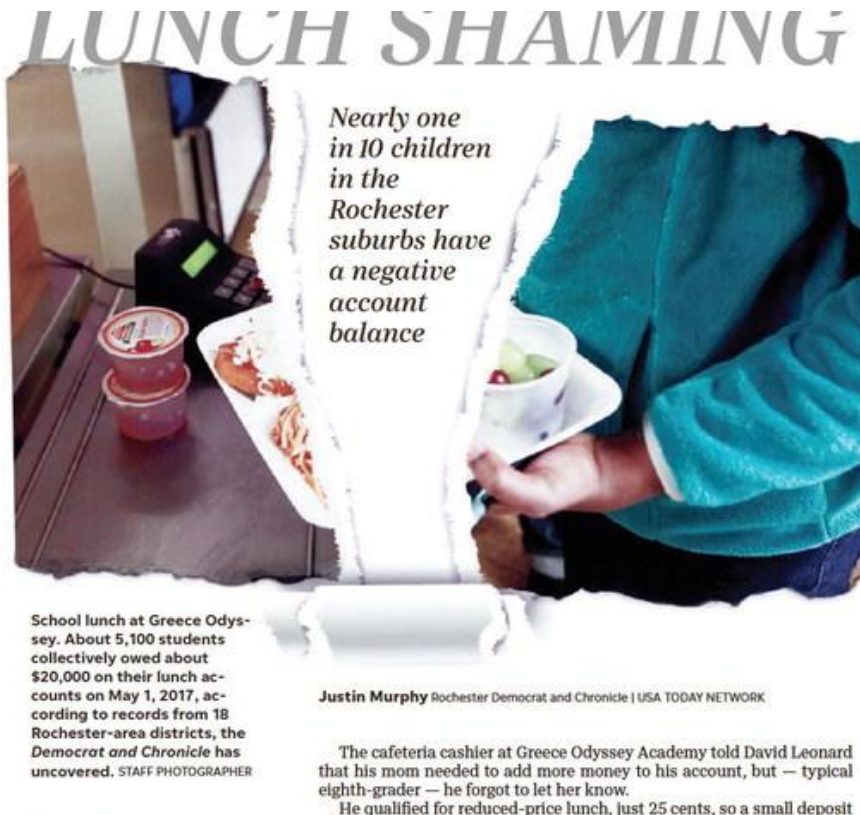 LUNCH SHAMING
Nearly one
in 10 children
in the
Rochester
suburbs have
a negative
account
balance
School lunch at Greece Odys-
sey. About 5,100 students
collectively owed about
$20,000 on their lunch ac-
counts on May 1, 2017, ac-
cording to records from 18
Rochester-area districts, the
Democrat and Chronicle has
uncovered. STAFF PHOTOGRAPHER
Justin Murphy Rochester Democrat and Chronicle | USA TODAY NETWORK
The cafeteria cashier at Greece Odyssey Academy told David Leonard
that his mom needed to add more money to his account, but — typical
eighth-grader — he forgot to let her know.
He qualified for reduced-price lunch, just 25 cents, so a small deposit